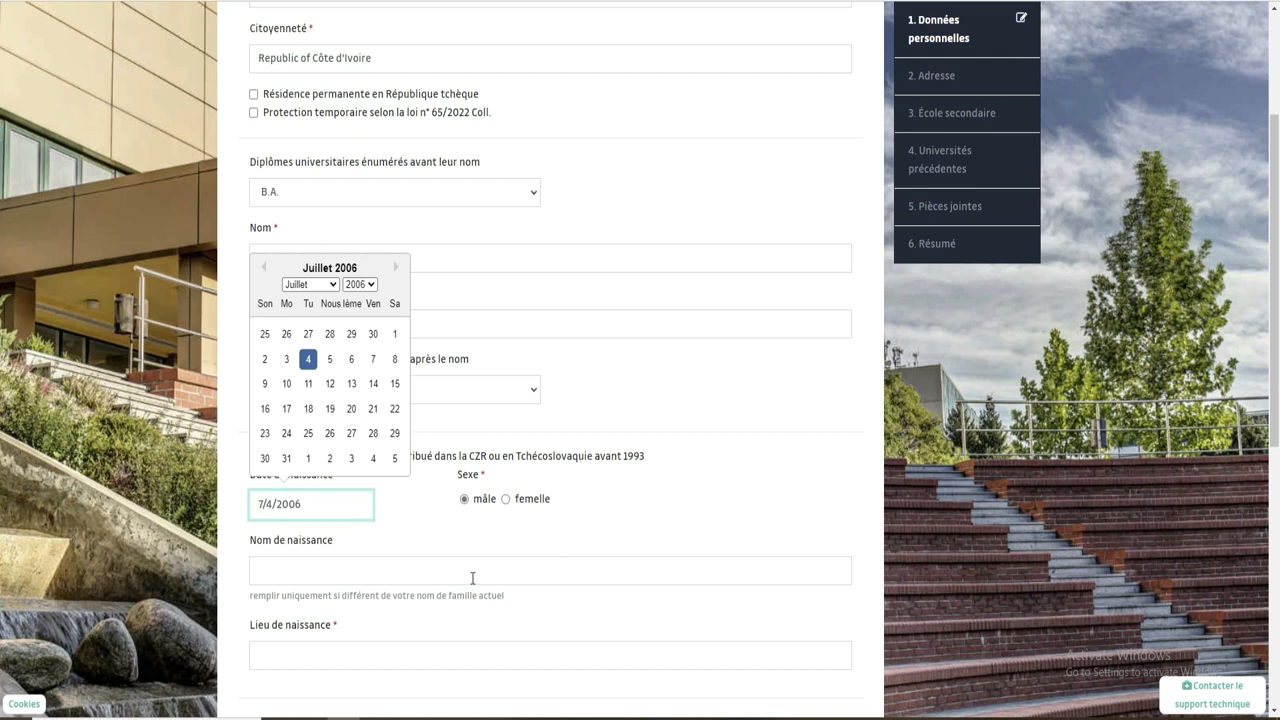 Citoyenneté *
Republic of Côte d'Ivoire
Résidence permanente en République tchèque
Protection temporaire selon la loi n° 65/2022 Coll.
Diplômes universitaires énumérés avant leur nom
B.A.
Nom *
Juillet 2006
Juillet 2006
Son Mo Tu Nous Ième Ven Sa
25 26 27 28 29 30 1
2 3 4 5 6 7 8
9 10 11 12 13 14 15
16 17 18 19 20 21 22
23 24 25 26 27 28 29
30 31 1 2 3 4 5
après le nom
ribué dans la CZR ou en Tchécoslovaquie avant 1993
Sexe *
mâle femelle
7/4/2006
Nom de naissance
remplir uniquement si différent de votre nom de famille actuel
Lieu de naissance *
1. Données
personnelles
2. Adresse
3. École secondaire
4. Universités
précédentes
5. Pièces jointes
6. Résumé
Activate Windows
Go to Settings to activate
Contacter le
support technique
Cookies